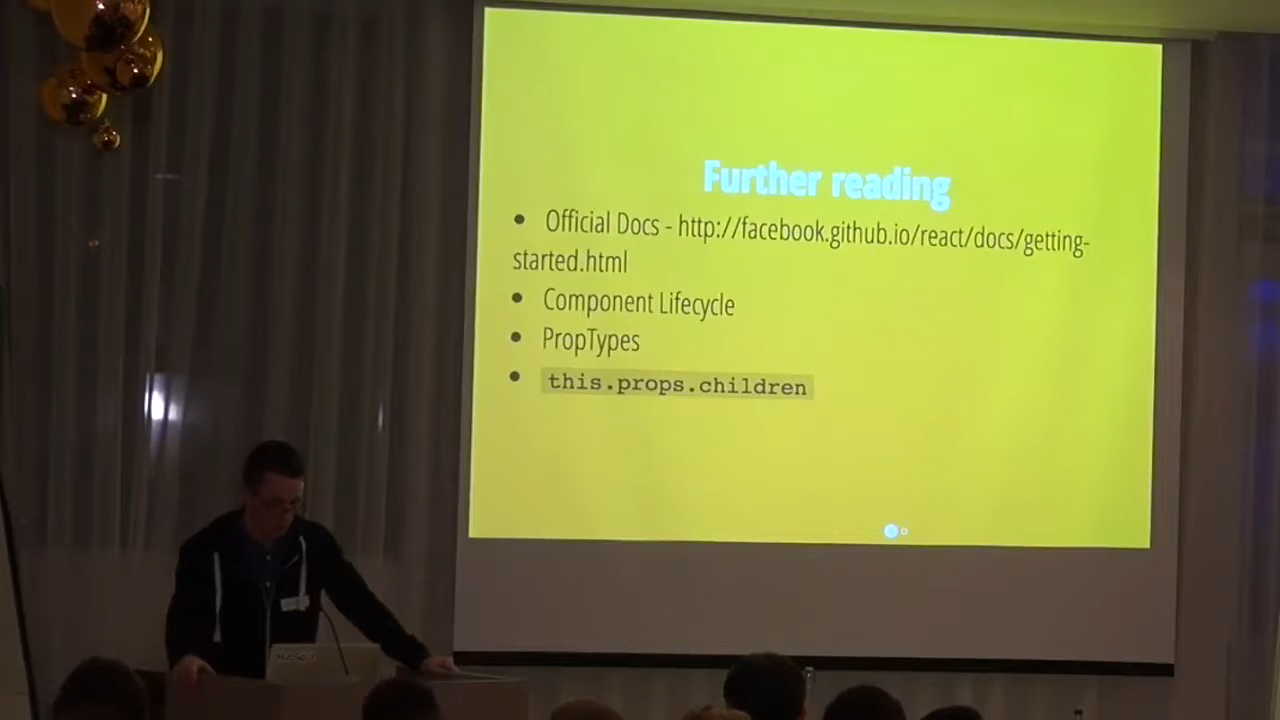 Further reading
Official Docs - http://facebook.github.io/react/docs/getting-
started.html
Component Lifecycle
PropTypes
this.props.children